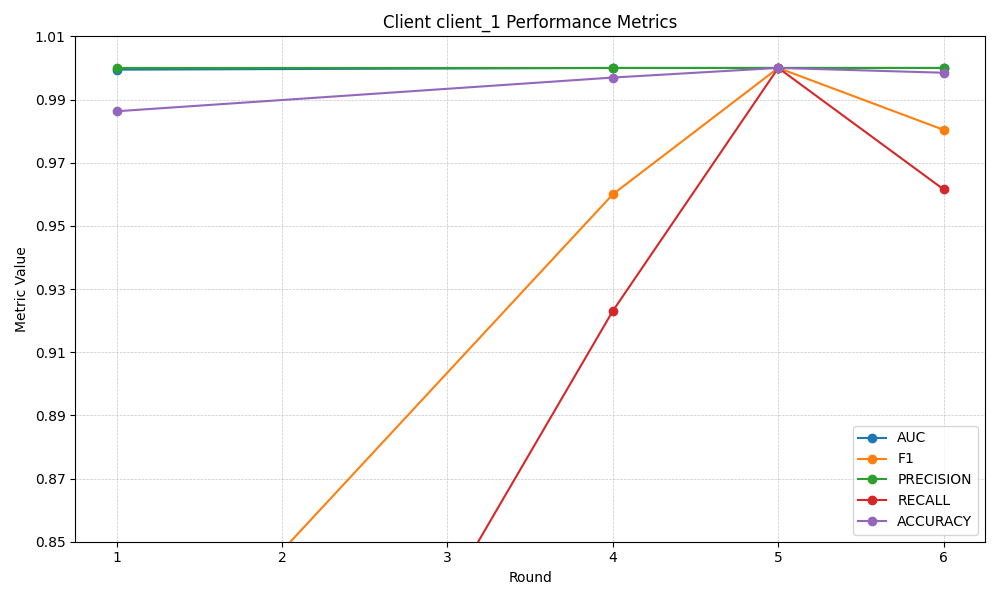 Client client_1 Performance Metrics
Metric Value
1.01
0.99
0.97
0.95
0.93
0.91
0.89
0.87
0.85
1 2 3 4 5 6
Round
AUC
F1
PRECISION
RECALL
ACCURACY